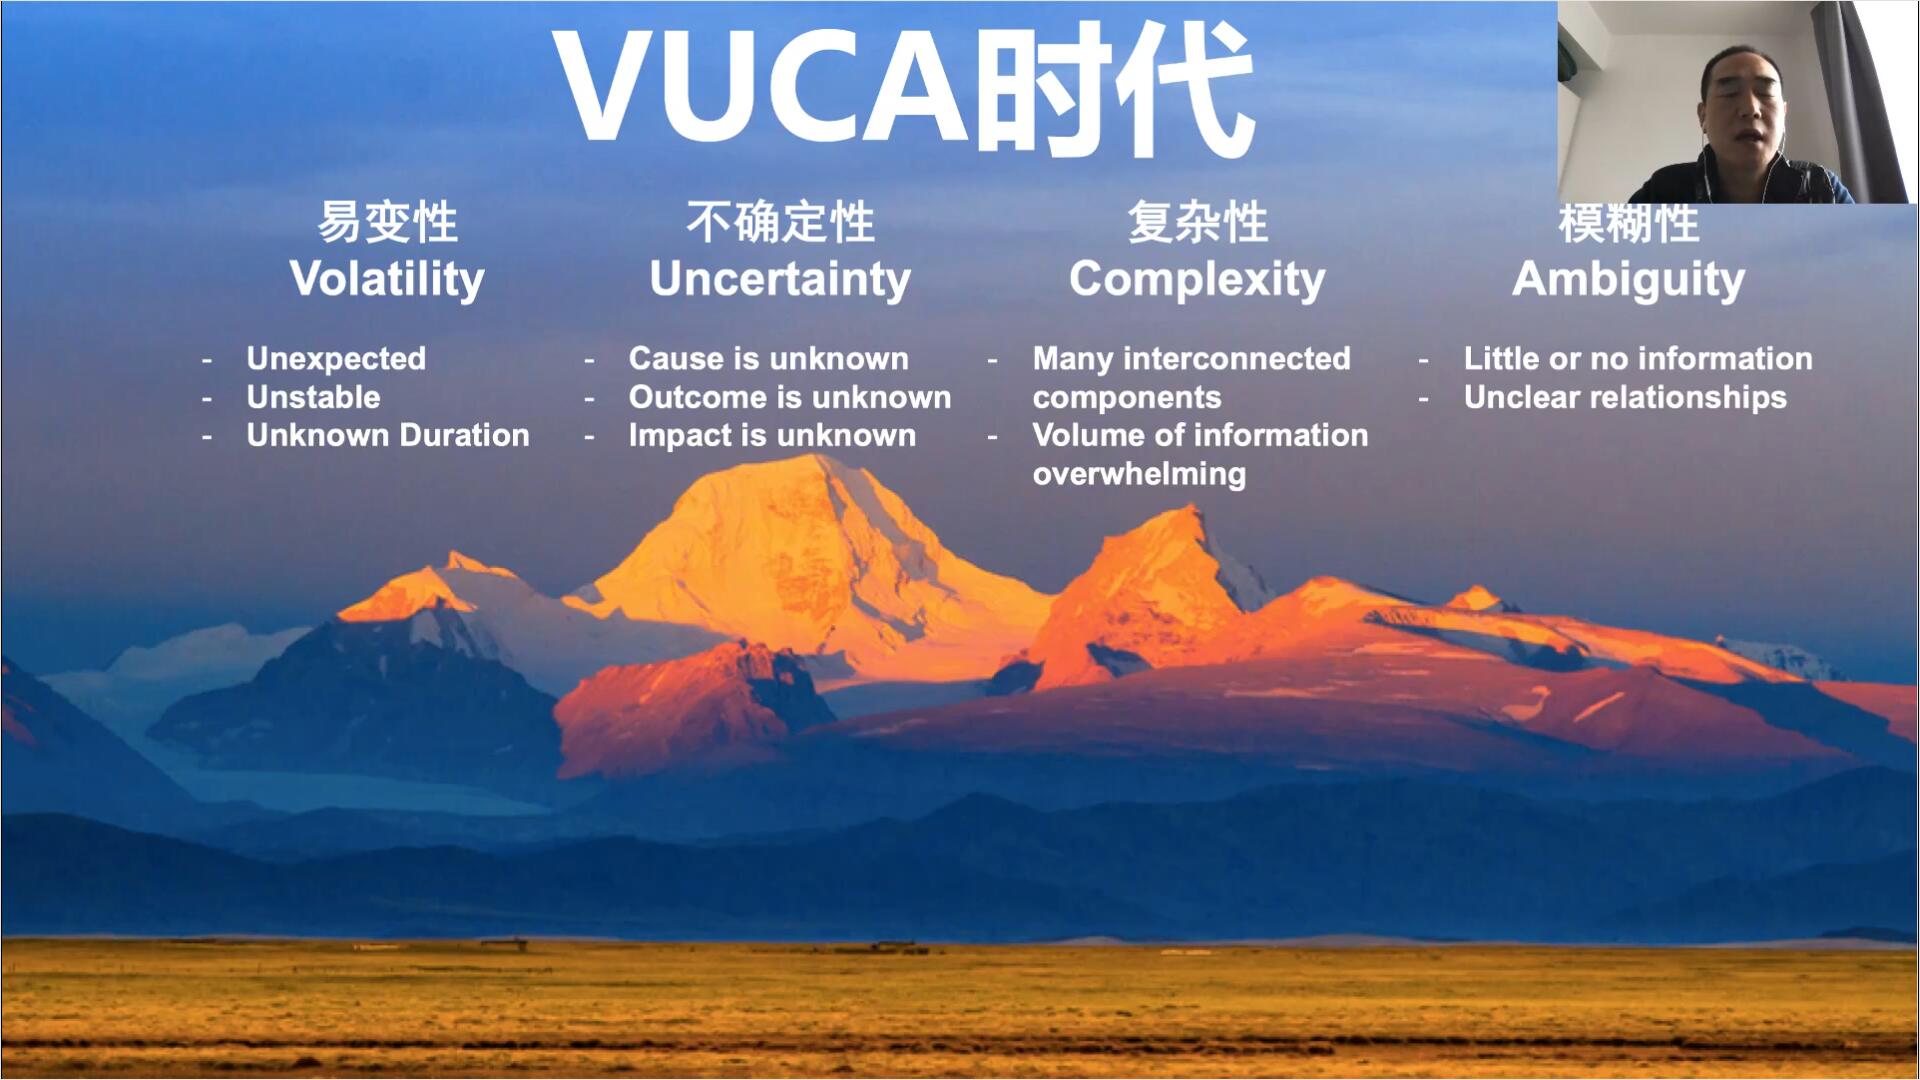 VUCA时代
易变性
Volatility
- Unexpected
- Unstable
- Unknown Duration
不确定性
Uncertainty
- Cause is unknown
- Outcome is unknown
- Impact is unknown
复杂性
Complexity
- Many interconnected
components
- Volume of information
overwhelming
模糊性
Ambiguity
- Little or no information
- Unclear relationships